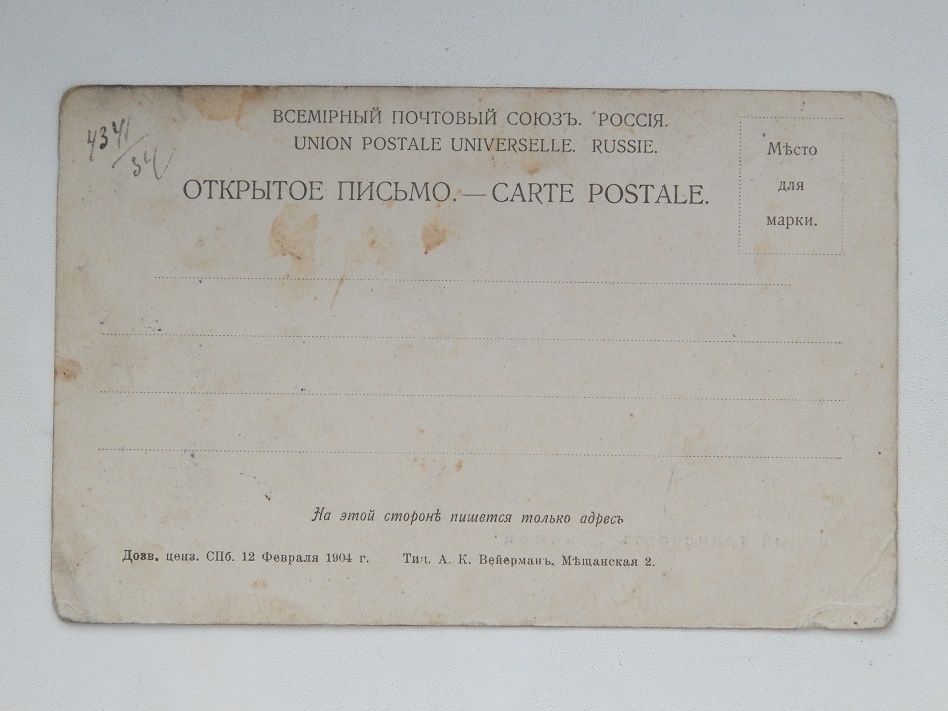 ВСЕМІРНЫЙ ПОЧТОВЫЙ СОЮЗЪ. РОССІЯ.
UNION POSTALE UNIVERSELLE. RUSSIE.
ОТКРЫТОЕ ПИСЬМО.—CARTE POSTALE.
Мѣсто
для
марки.
4341/34
На этой сторонѣ пишется только адресъ
Дозв. ценз. СПб. 12 Февраля 1904 г. Тип. А. К. Вейерманъ, Мѣщанская 2.